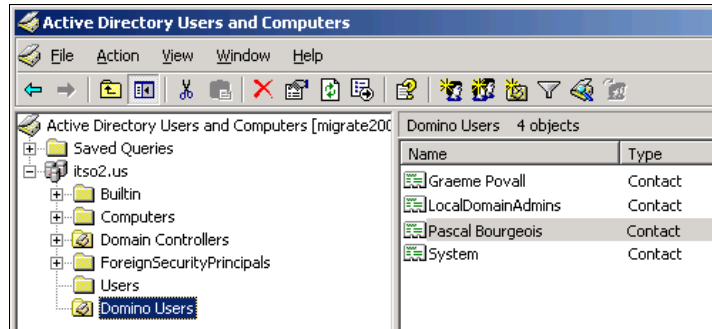 Active Directory Users and Computers
File Action View Window Help
Active Directory Users and Computers [migrate200
Saved Queries
itso2.us
Builtin
Computers
Domain Controllers
ForeignSecurityPrincipals
Users
Domino Users
Domino Users 4 objects
Name Type
Graeme Povall Contact
LocalDomainAdmins Contact
Pascal Bourgeois Contact
System Contact